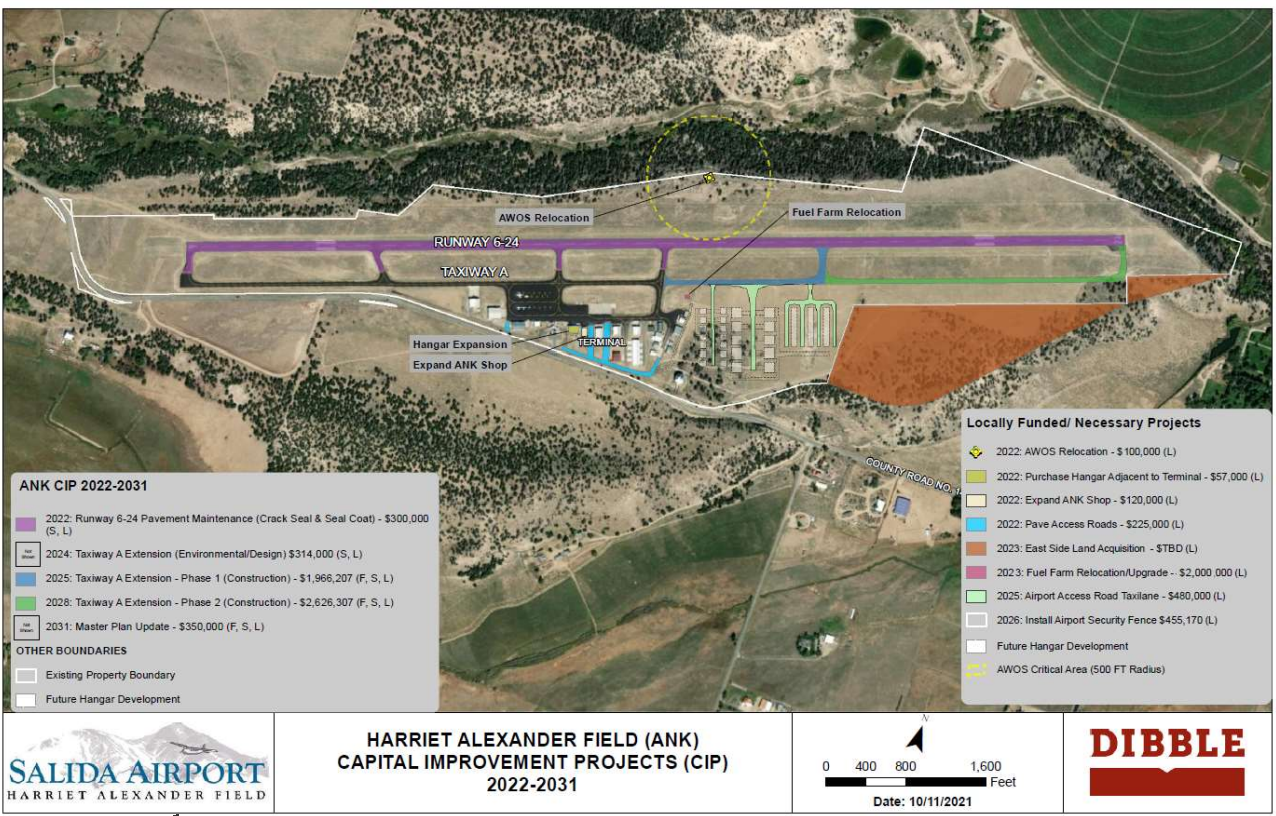 AWOS Relocation
Fuel Farm Relocation
RUNWAY 6-24
TAXIWAY A
Hangar Expansion
TERMINAL
Expand ANK Shop
COUNTY ROAD NO. 1
ANK CIP 2022-2031
2022: Runway 6-24 Pavement Maintenance (Crack Seal & Seal Coat) - $300,000
(S, L)
Not
Shown
2024: Taxiway A Extension (Environmental/Design) $314,000 (S, L)
2025: Taxiway A Extension - Phase 1 (Construction) - $1,966,207 (F, S, L)
2028: Taxiway A Extension - Phase 2 (Construction) - $2,626,307 (F, S, L)
Not
Shown
2031: Master Plan Update - $350,000 (F, S, L)
OTHER BOUNDARIES
Existing Property Boundary
Future Hangar Development
Locally Funded/ Necessary Projects
2022: AWOS Relocation - $100,000 (L)
2022: Purchase Hangar Adjacent to Terminal - $57,000 (L)
2022: Expand ANK Shop - $120,000 (L)
2022: Pave Access Roads - $225,000 (L)
2023: East Side Land Acquisition - $TBD (L)
2023: Fuel Farm Relocation/Upgrade - $2,000,000 (L)
2025: Airport Access Road Taxilane - $480,000 (L)
2026: Install Airport Security Fence $455,170 (L)
Future Hangar Development
AWOS Critical Area (500 FT Radius)
SALIDA AIRPORT
HARRIET ALEXANDER FIELD
HARRIET ALEXANDER FIELD (ANK)
CAPITAL IMPROVEMENT PROJECTS (CIP)
2022-2031
N
0 400 800 1,600
Feet
Date: 10/11/2021
DIBBLE